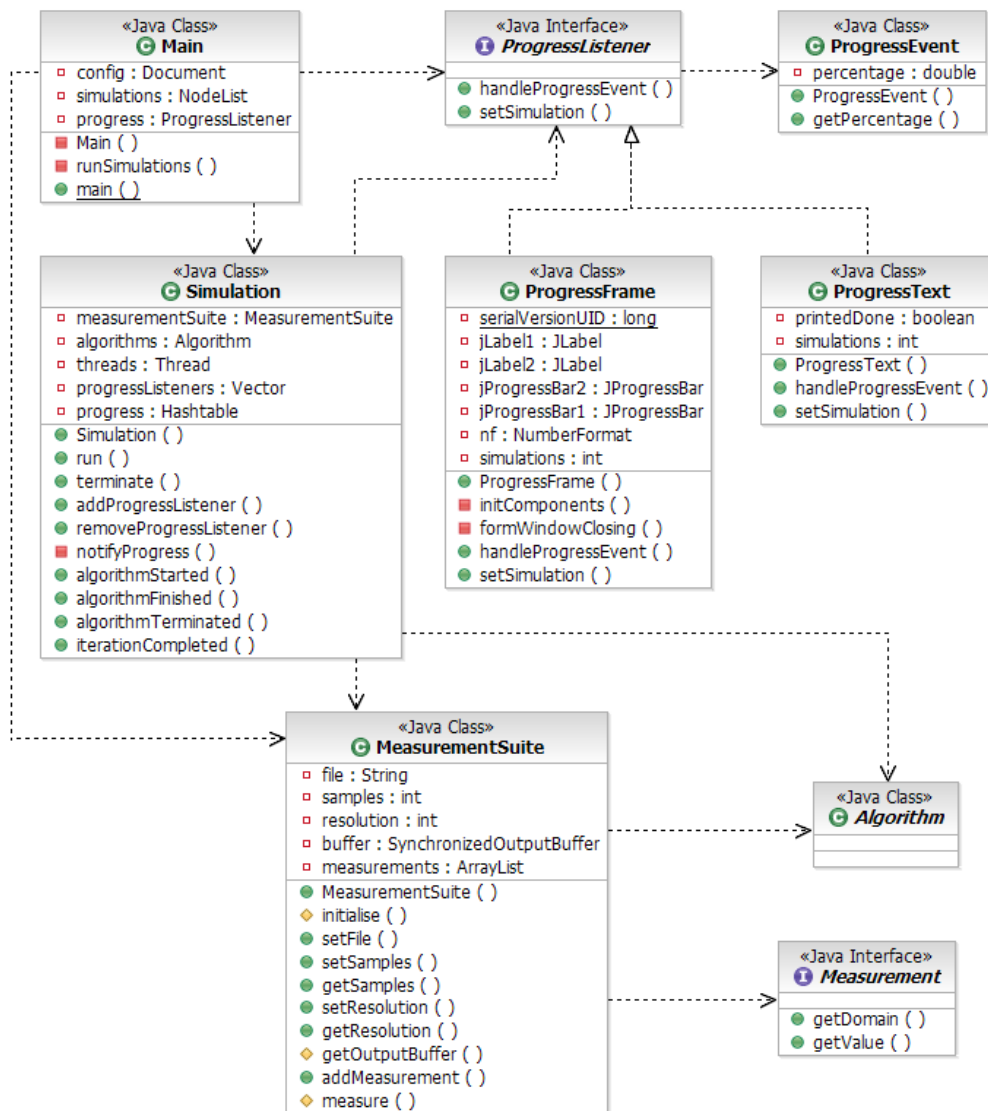 «Java Class»
Main
config : Document
simulations : NodeList
progress : ProgressListener
Main ( )
runSimulations ( )
main ( )
«Java Interface»
ProgressListener
handleProgressEvent ( )
setSimulation ( )
«Java Class»
ProgressEvent
percentage : double
ProgressEvent ( )
getPercentage ( )
«Java Class»
Simulation
measurementSuite : MeasurementSuite
algorithms : Algorithm
threads : Thread
progressListeners : Vector
progress : Hashtable
Simulation ( )
run ( )
terminate ( )
addProgressListener ( )
removeProgressListener ( )
notifyProgress ( )
algorithmStarted ( )
algorithmFinished ( )
algorithmTerminated ( )
iterationCompleted ( )
«Java Class»
ProgressFrame
serialVersionUID : long
jLabel1 : JLabel
jLabel2 : JLabel
jProgressBar2 : JProgressBar
jProgressBar1 : JProgressBar
nf : NumberFormat
simulations : int
ProgressFrame ( )
initComponents ( )
formWindowClosing ( )
handleProgressEvent ( )
setSimulation ( )
«Java Class»
ProgressText
printedDone : boolean
simulations : int
ProgressText ( )
handleProgressEvent ( )
setSimulation ( )
«Java Class»
MeasurementSuite
file : String
samples : int
resolution : int
buffer : SynchronizedOutputBuffer
measurements : ArrayList
MeasurementSuite ( )
initialise ( )
setFile ( )
setSamples ( )
getSamples ( )
setResolution ( )
getResolution ( )
getOutputBuffer ( )
addMeasurement ( )
measure ( )
«Java Class»
Algorithm
«Java Interface»
Measurement
getDomain ( )
getValue ( )